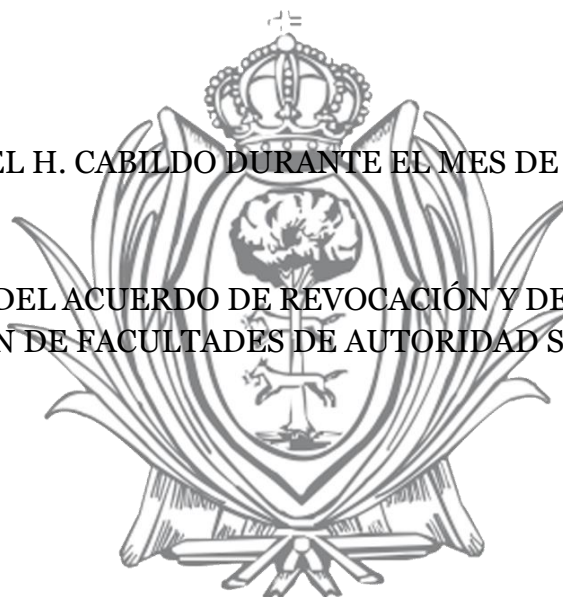 EL H. CABILDO DURANTE EL MES DE
DEL ACUERDO DE REVOCACIÓN Y DE
N DE FACULTADES DE AUTORIDAD S